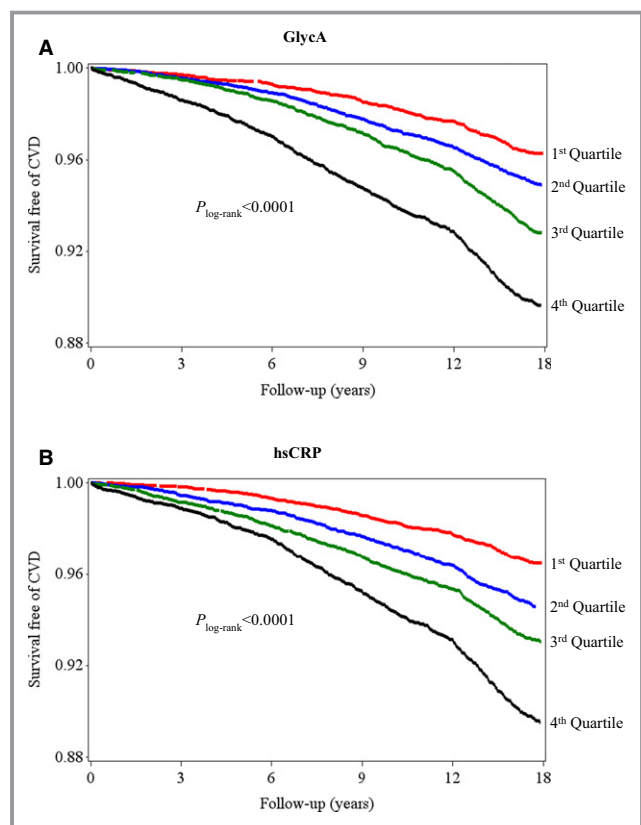 A
GlycA
1.00
0.96
0.92
0.88
Survival free of CVD
P log-rank<0.0001
1st Quartile
2nd Quartile
3rd Quartile
4th Quartile
0 3 6 9 12 18
Follow-up (years)
B
hsCRP
1.00
0.96
0.92
0.88
Survival free of CVD
P log-rank<0.0001
1st Quartile
2nd Quartile
3rd Quartile
4th Quartile
0 3 6 9 12 18
Follow-up (years)